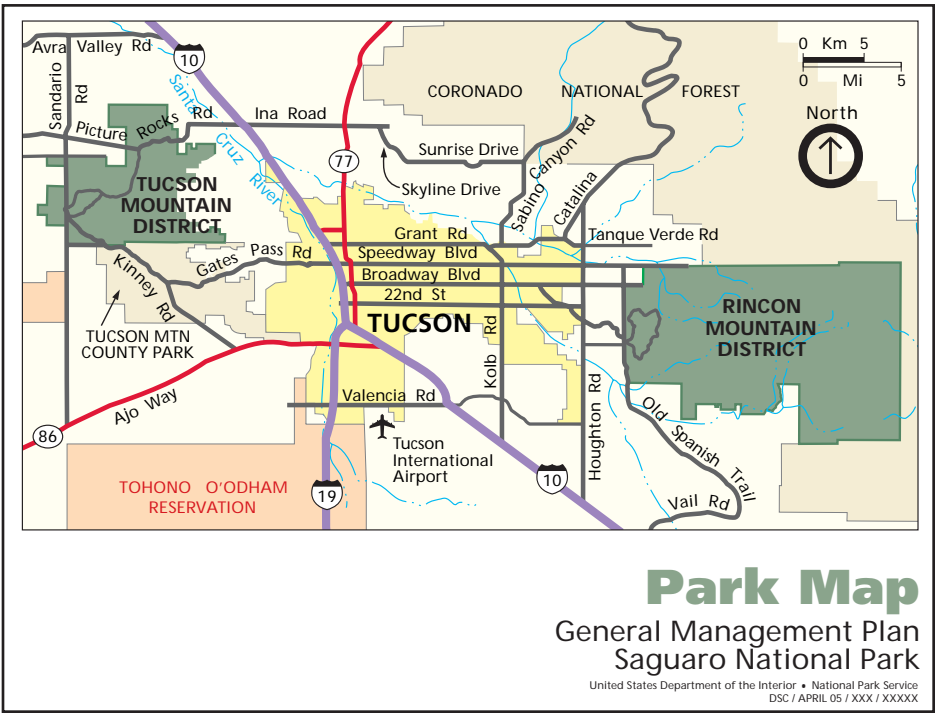 Avra Valley Rd
10
Sandario
Rd
Santa Cruz River
Picture Rocks Rd
Ina Road
77
Sunrise Drive
Skyline Drive
Sabino Canyon Rd
Catalina
CORONADO NATIONAL FOREST
0 Km 5
0 Mi 5
North
TUCSON
MOUNTAIN
DISTRICT
Grant Rd
Tanque Verde Rd
Speedway Blvd
Gates Pass Rd
Broadway Blvd
22nd St
Kinney Rd
TUCSON
TUCSON MTN
COUNTY PARK
RINCON
MOUNTAIN
DISTRICT
Kolb Rd
Houghton Rd
Valencia Rd
Ajo Way
86
Old Spanish Trail
Tucson
International
Airport
TOHONO O'ODHAM
RESERVATION
19
10
Vail Rd
Park Map
General Management Plan
Saguaro National Park
United States Department of the Interior • National Park Service
DSC / APRIL 05 / XXX / XXXXX